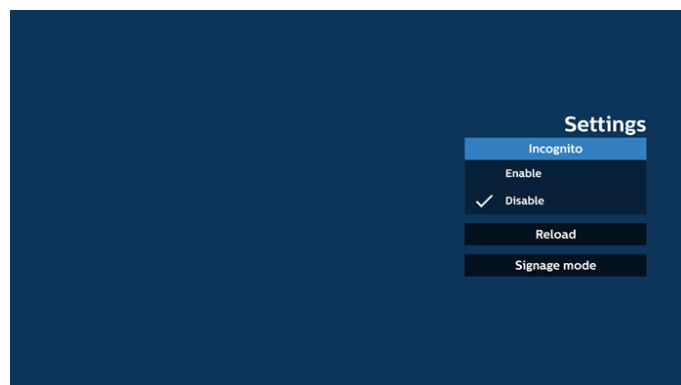 Settings
Incognito
Enable
Disable
Reload
Signage mode